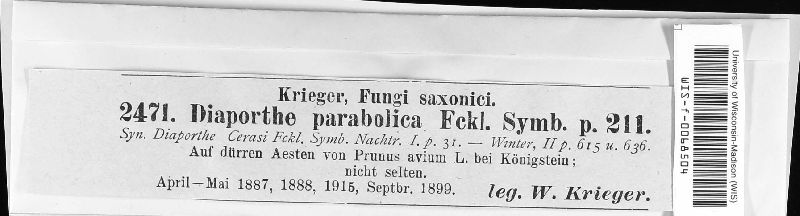 Krieger, Fungi saxonici.
2471. Diaporthe parabolica Fckl. Symb. p. 211.
Syn. Diaporthe Cerasi Fckl. Symb. Nachtr. I. p. 31. — Winter, II p. 615 u. 636.
Auf dürren Aesten von Prunus avium L. bei Königstein;
nicht selten.
April—Mai 1887, 1888, 1915, Septbr. 1899. leg. W. Krieger.
University of Wisconsin-Madison (WIS)
WIS-f-0068504